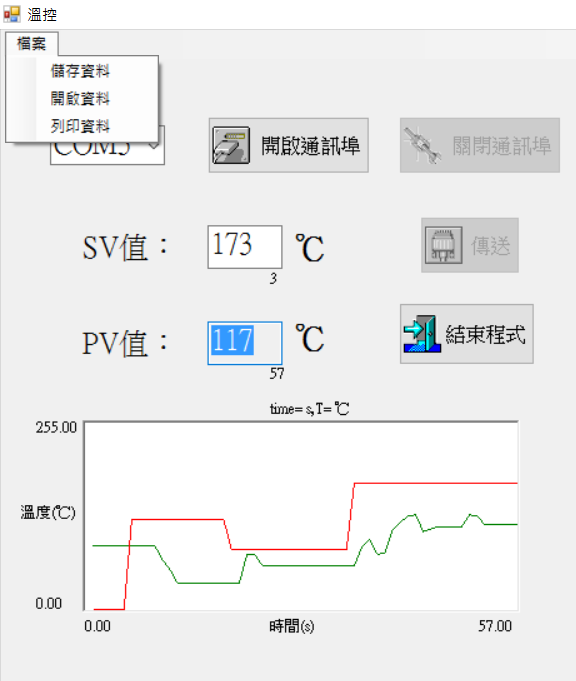 溫控
檔案
儲存資料
開啟資料
列印資料
COM5
開啟通訊埠
關閉通訊埠
SV值：
173
℃
3
傳送
PV值：
117
℃
57
結束程式
time= s,T=℃
255.00
溫度(℃)
0.00
0.00
時間(s)
57.00